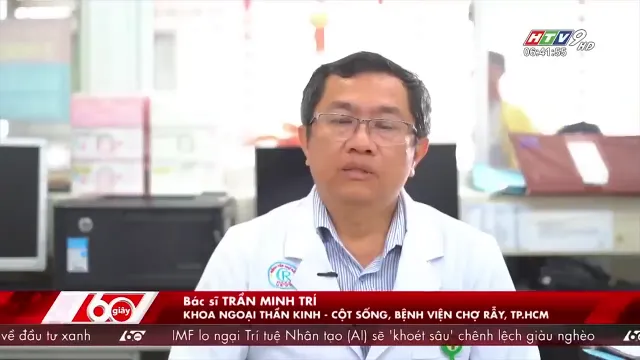 HTV9 HD
06:41:55
Bác sĩ TRẦN MINH TRÍ
KHOA NGOẠI THẦN KINH - CỘT SỐNG, BỆNH VIỆN CHỢ RẪY, TP.HCM
60 giây
về đầu tư xanh
IMF lo ngại Trí tuệ Nhân tạo (AI) sẽ 'khoét sâu' chênh lệch giàu nghèo